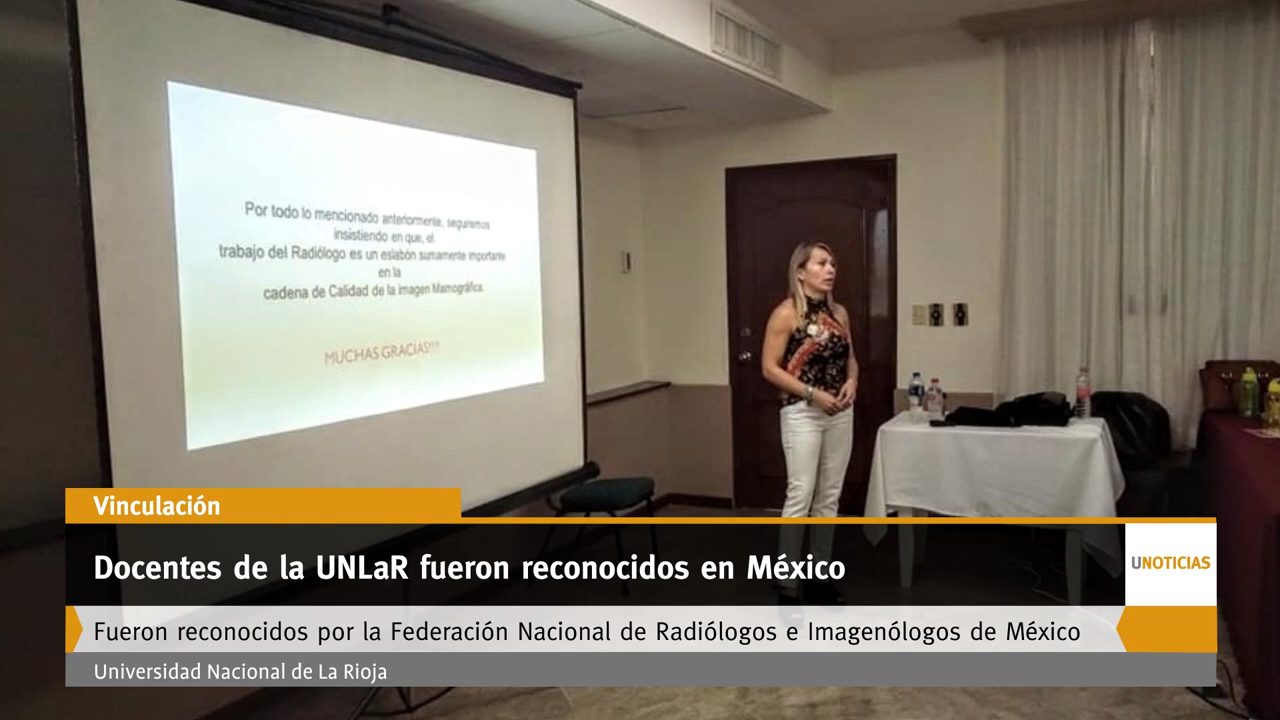 Por todo lo mencionado anteriormente, seguiremos
insistiendo en que, el
trabajo del Radiólogo es un eslabón sumamente importante
en la
cadena de Calidad de la imagen Mamográfica.
MUCHAS GRACIAS!!!
Vinculación
Docentes de la UNLaR fueron reconocidos en México
UNOTICIAS
Fueron reconocidos por la Federación Nacional de Radiólogos e Imagenólogos de México
Universidad Nacional de La Rioja